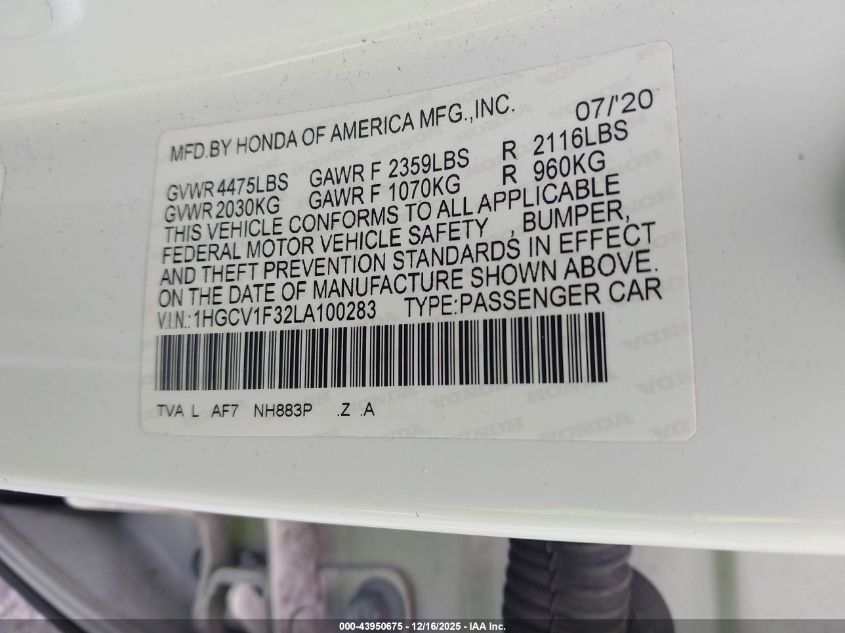 MFD.BY HONDA OF AMERICA MFG.,INC. 07/'20
GVWR 4475LBS GAWR F 2359LBS R 2116LBS
GVWR 2030KG GAWR F 1070KG R 960KG
THIS VEHICLE CONFORMS TO ALL APPLICABLE
FEDERAL MOTOR VEHICLE SAFETY , BUMPER,
AND THEFT PREVENTION STANDARDS IN EFFECT
ON THE DATE OF MANUFACTURE SHOWN ABOVE.
V.I.N.:1HGCV1F32LA100283 TYPE:PASSENGER CAR
TVA L AF7 NH883P .Z .A
HONDA HONDA
000-43950675 - 12/16/2025 - IAA Inc.